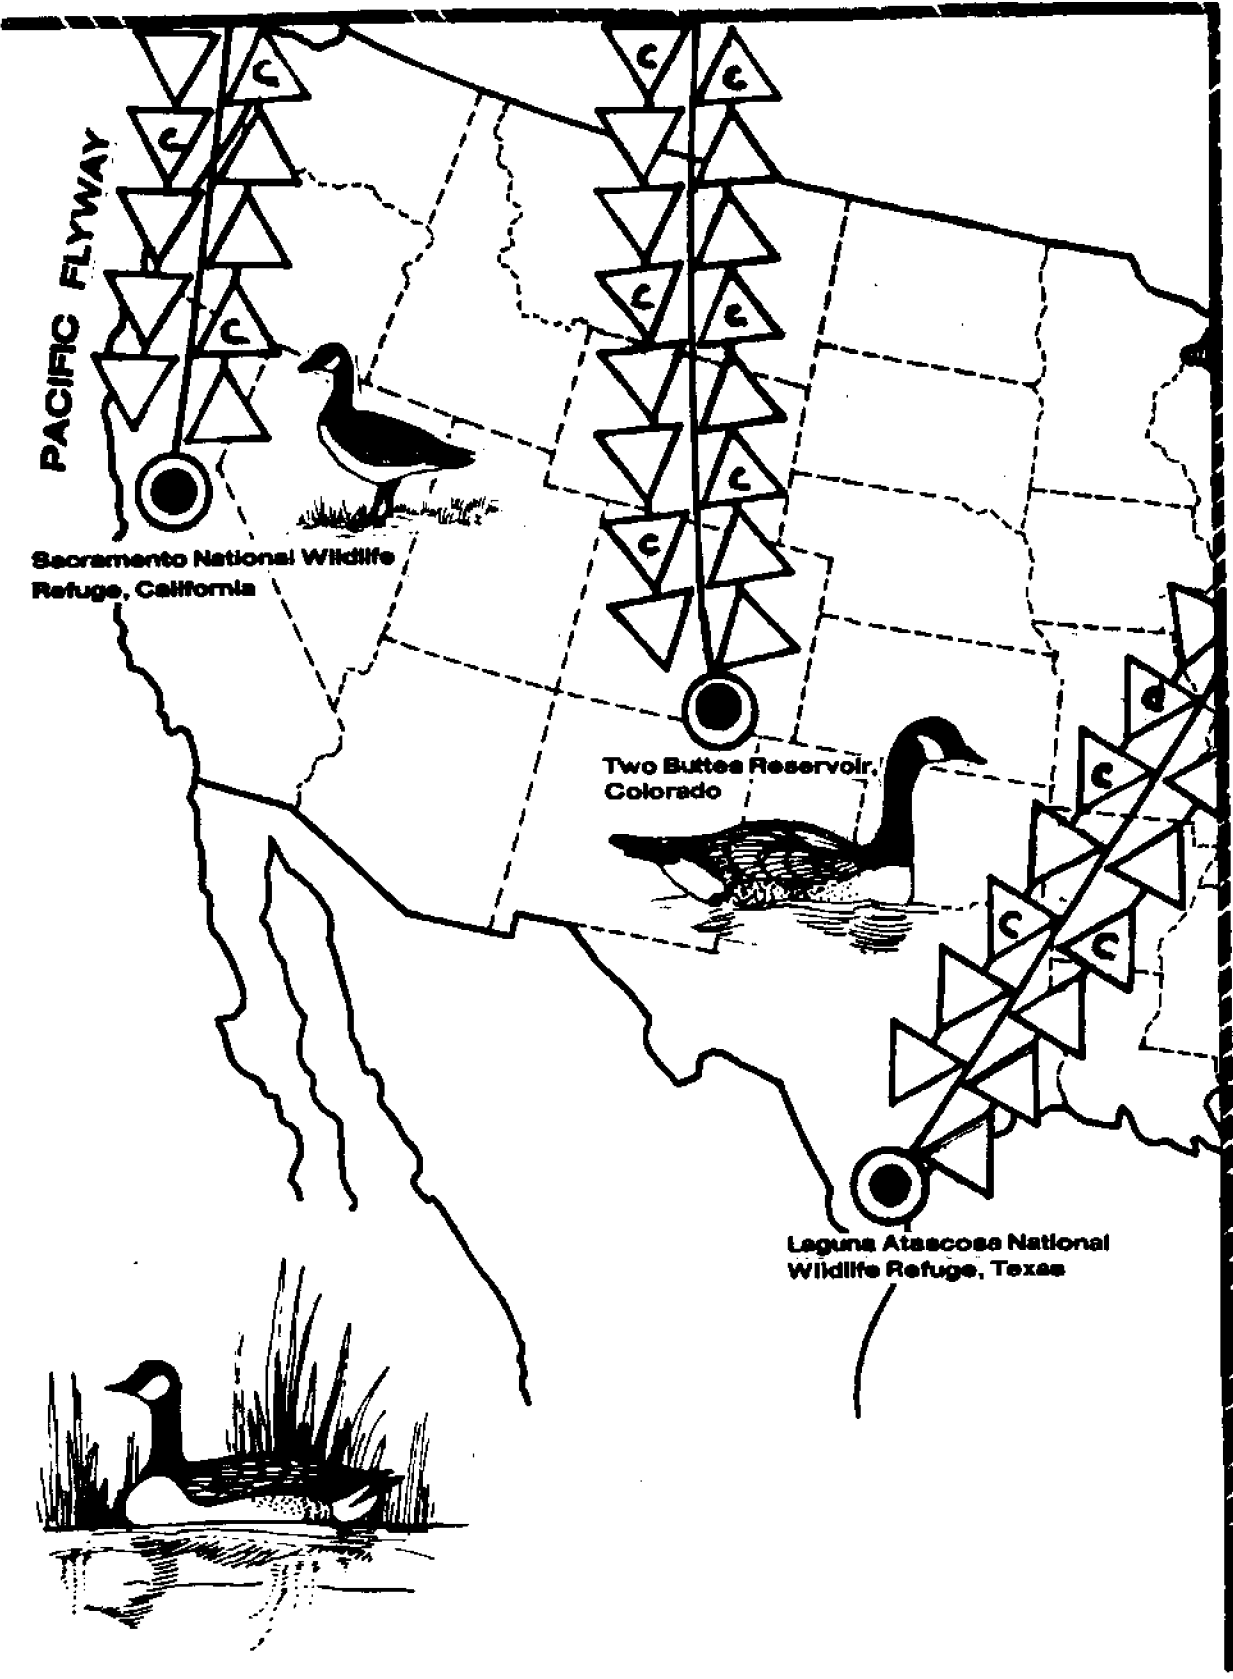 c
c
c
c
PACIFIC FLYWAY
c
c
c
c
c
Sacramento National Wildlife
Refuge, California
d
Two Buttes Reservoir,
Colorado
c
c
c
Laguna Atascosa National
Wildlife Refuge, Texas